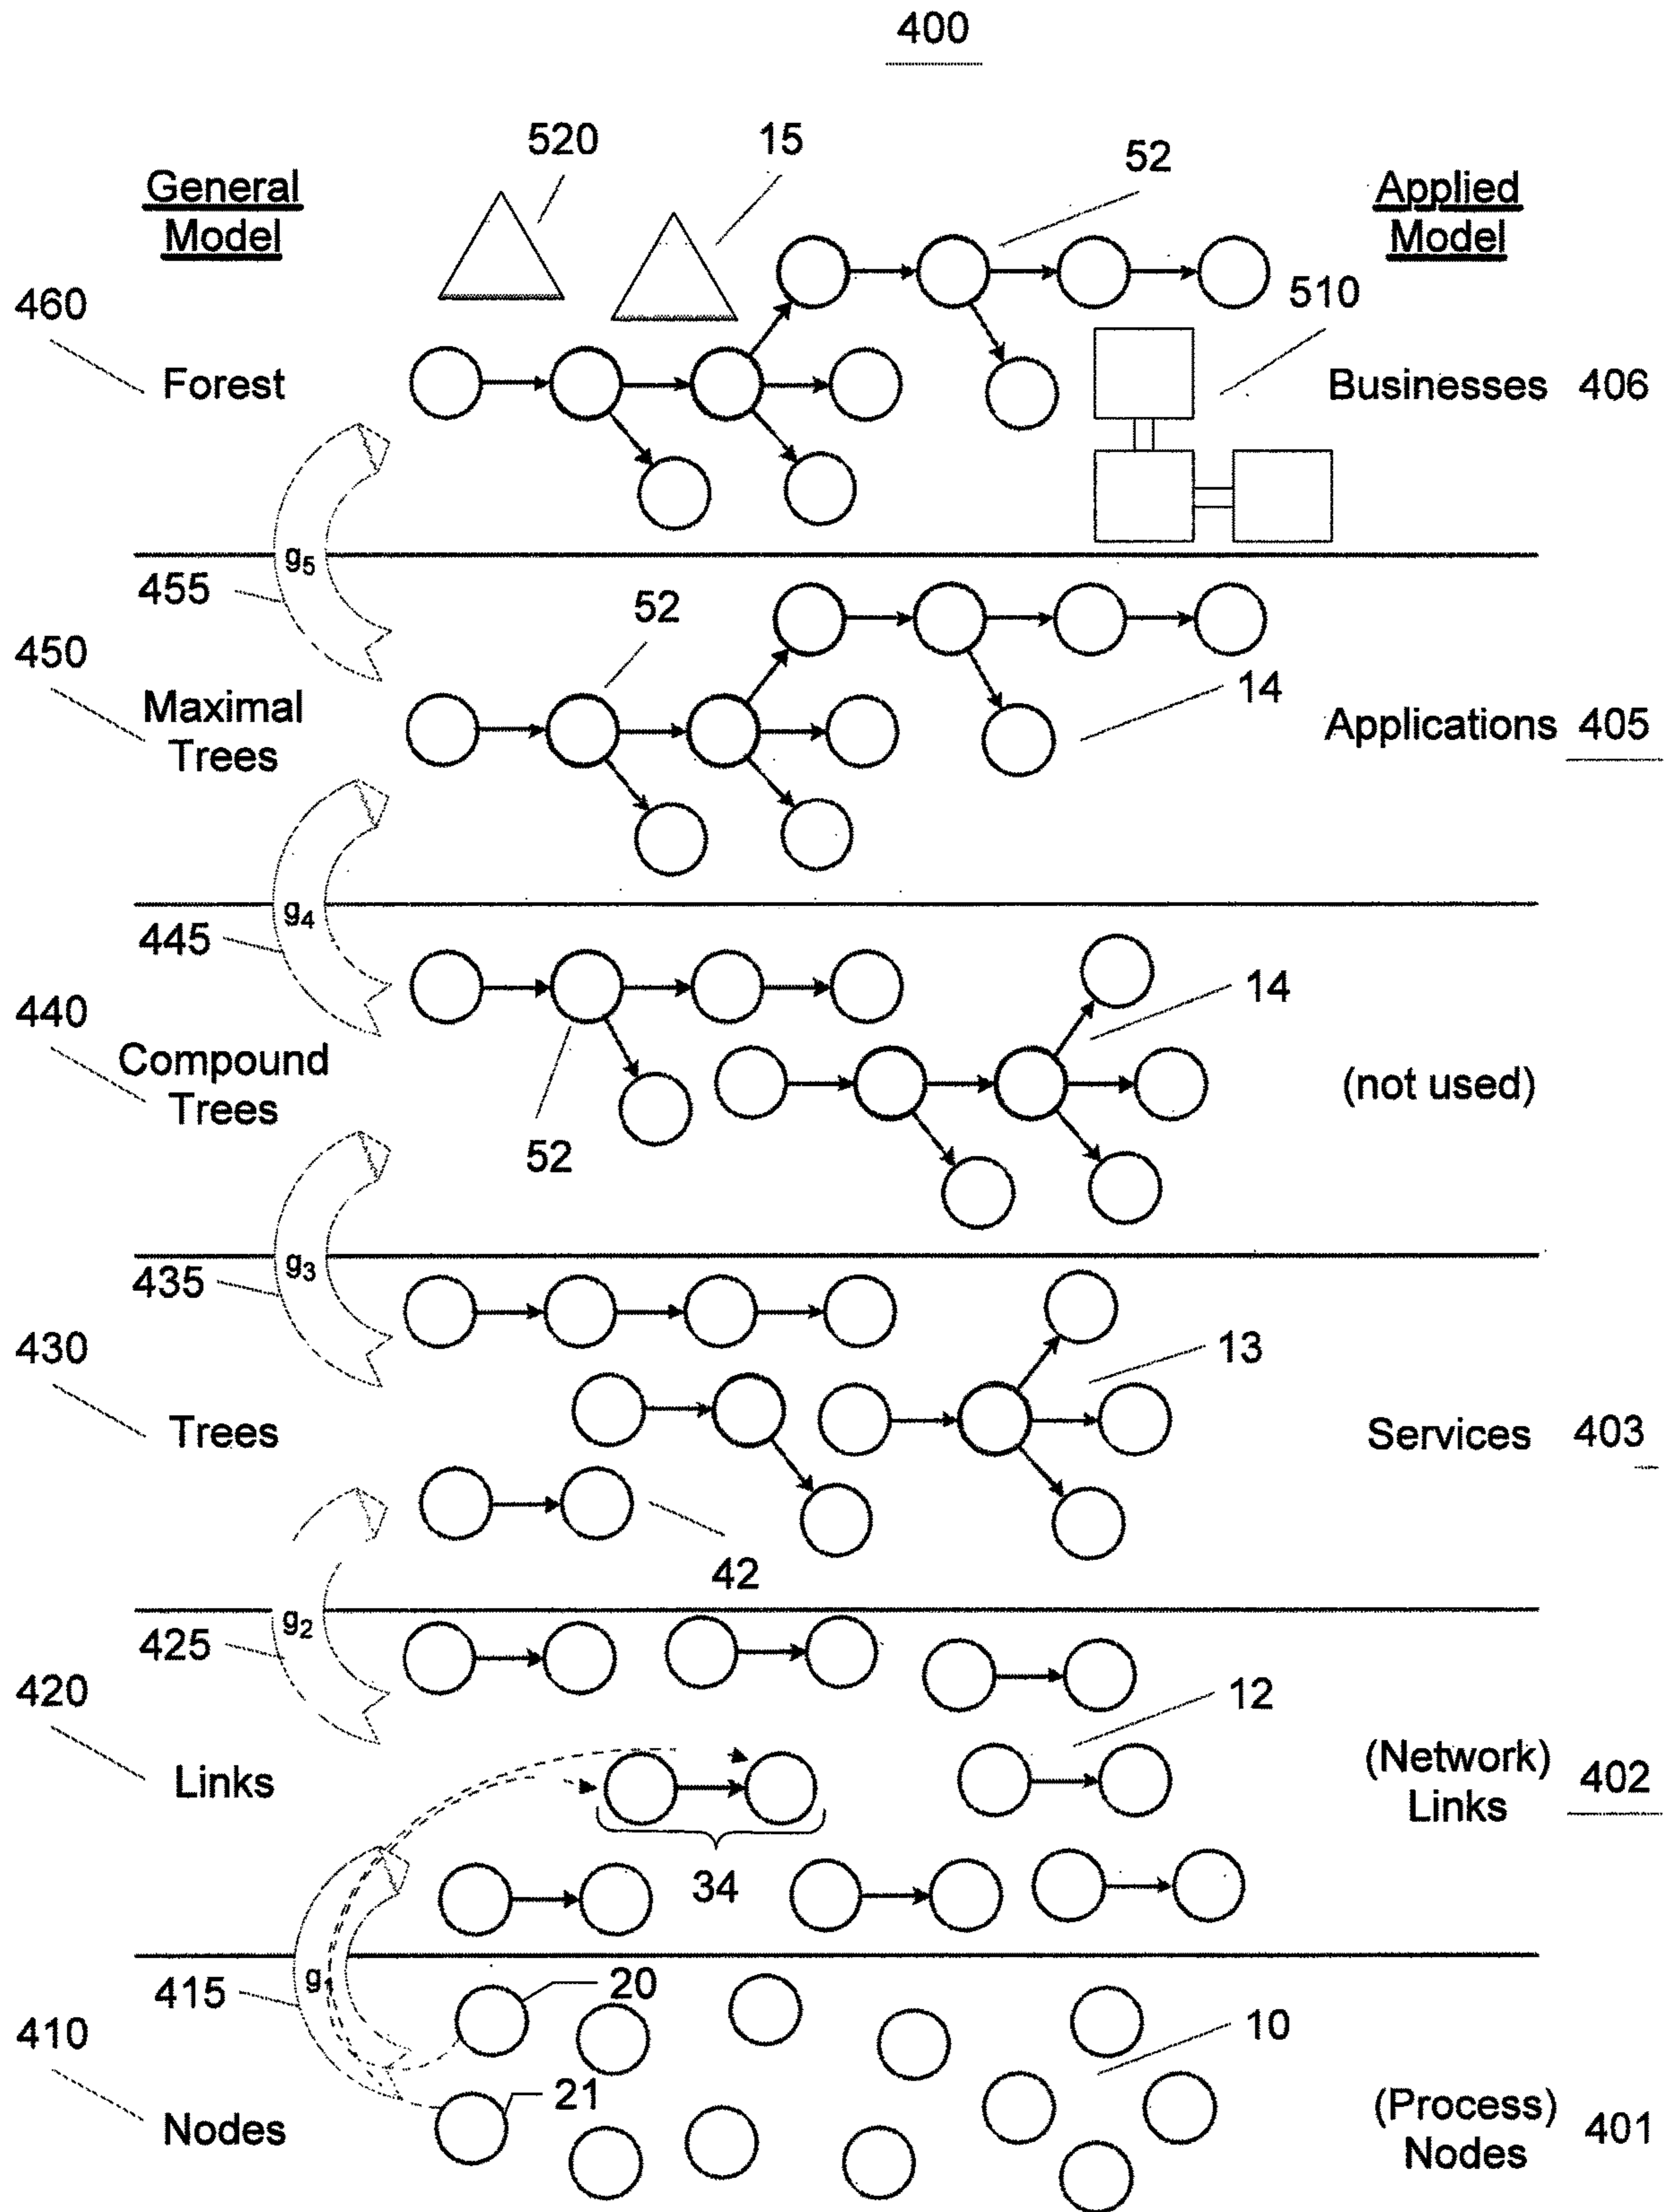 400
520 15 52
General Model
Applied Model
510
460
Forest
Businesses 406
g5
455
52
450
14
Maximal Trees
Applications 405
g4
445
14
440
Compound Trees
(not used)
52
g3
435
13
430
Trees
Services 403
42
g2
425
12
420
Links
(Network) Links 402
34
g1
415
20
10
410
21
Nodes
(Process) Nodes 401